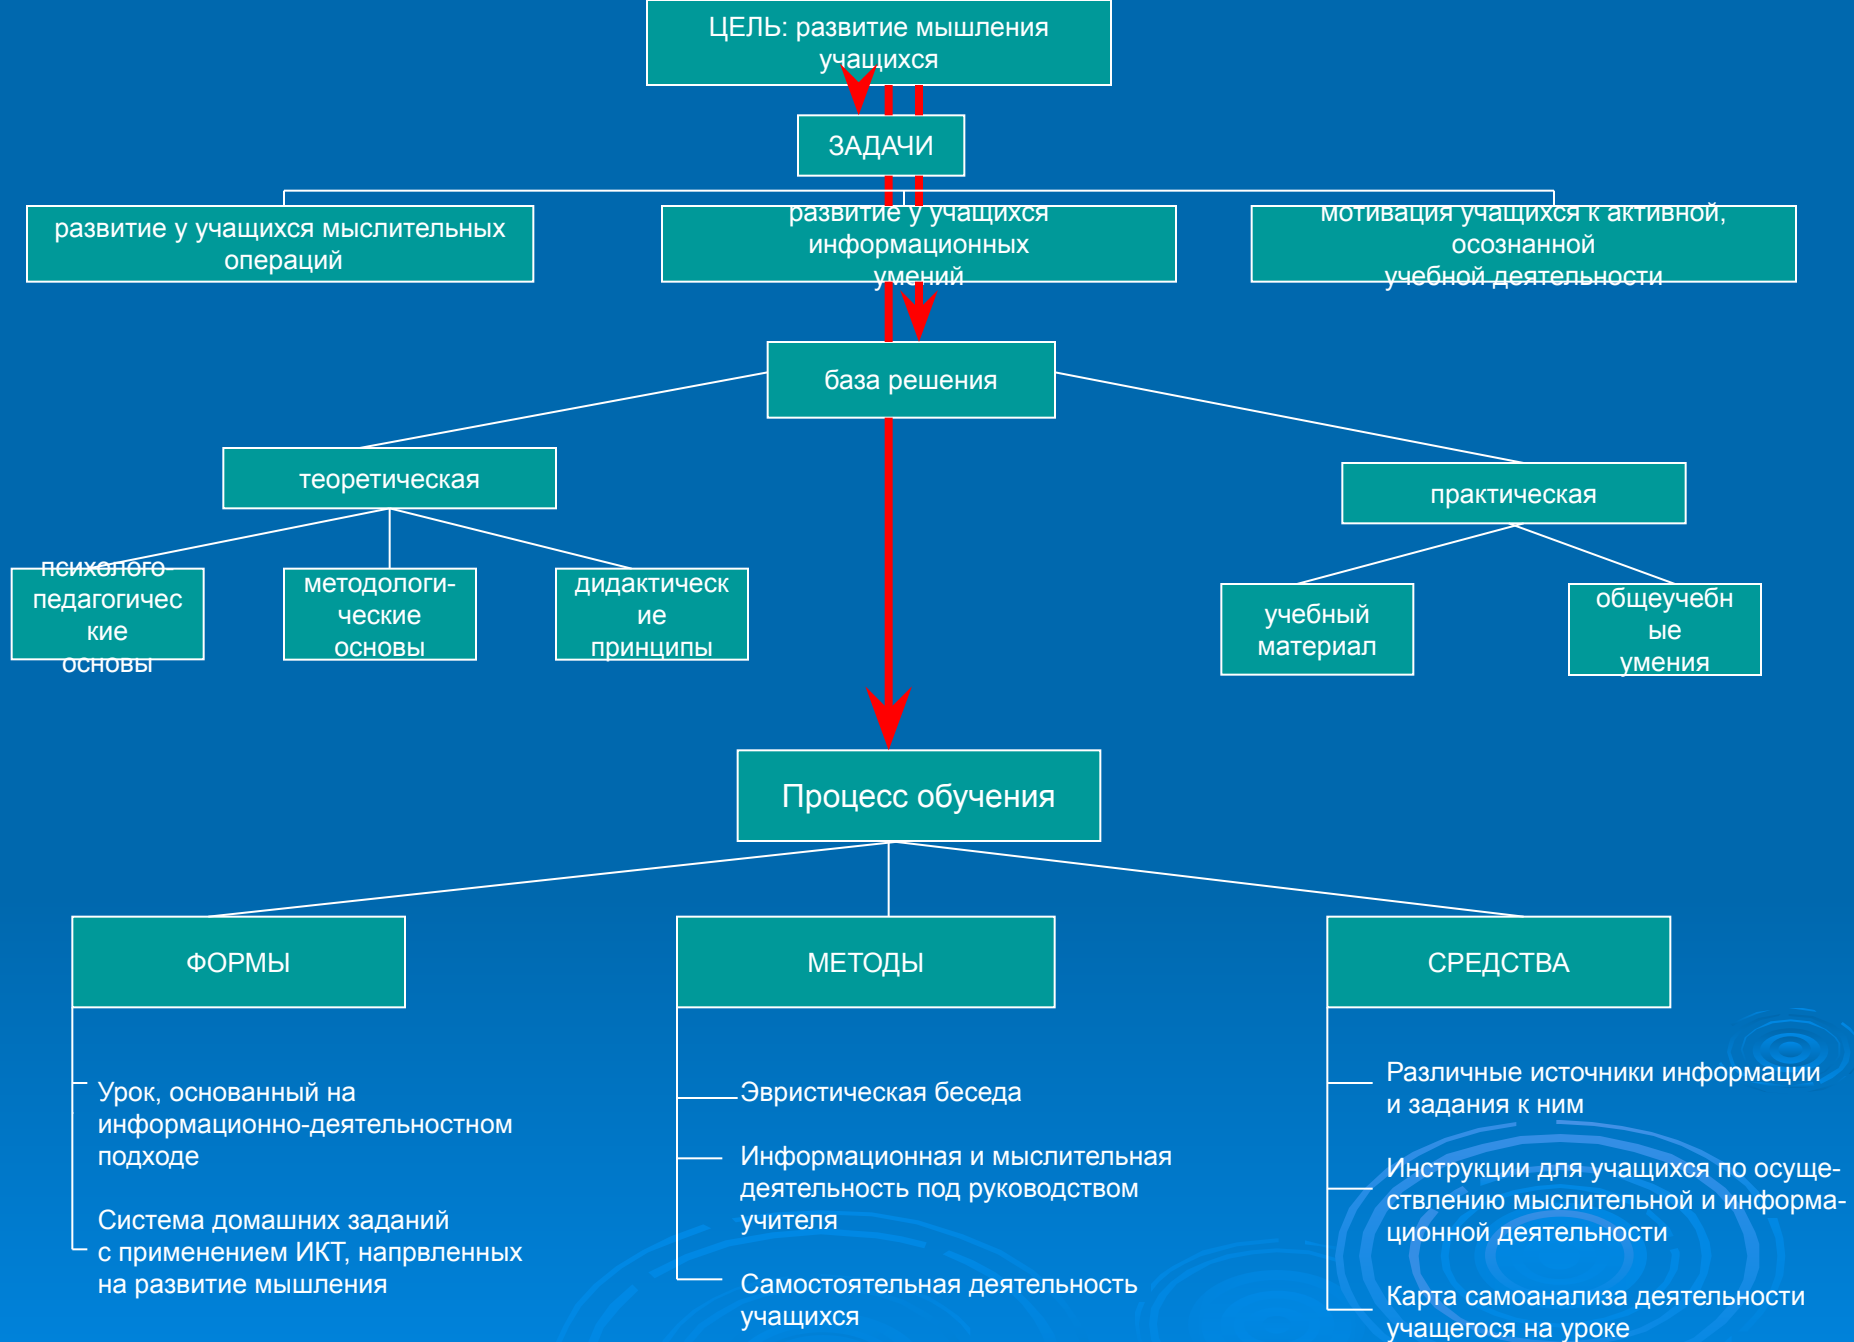 ЦЕЛЬ: развитие мышления
учащихся
ЗАДАЧИ
развитие у учащихся мыслительных
операций
развитие у учащихся
информационных
умений
мотивация учащихся к активной,
осознанной
учебной деятельности
база решения
теоретическая
практическая
психолого-
педагогичес
кие
основы
методологи-
ческие
основы
дидактическ
ие
принципы
учебный
материал
общеучебн
ые
умения
Процесс обучения
ФОРМЫ
МЕТОДЫ
СРЕДСТВА
Урок, основанный на
информационно-деятельностном
подходе
Система домашних заданий
с применением ИКТ, напрвленных
на развитие мышления
Эвристическая беседа
Информационная и мыслительная
деятельность под руководством
учителя
Самостоятельная деятельность
учащихся
Различные источники информации
и задания к ним
Инструкции для учащихся по осуще-
ствлению мыслительной и информа-
ционной деятельности
Карта самоанализа деятельности
учащегося на уроке